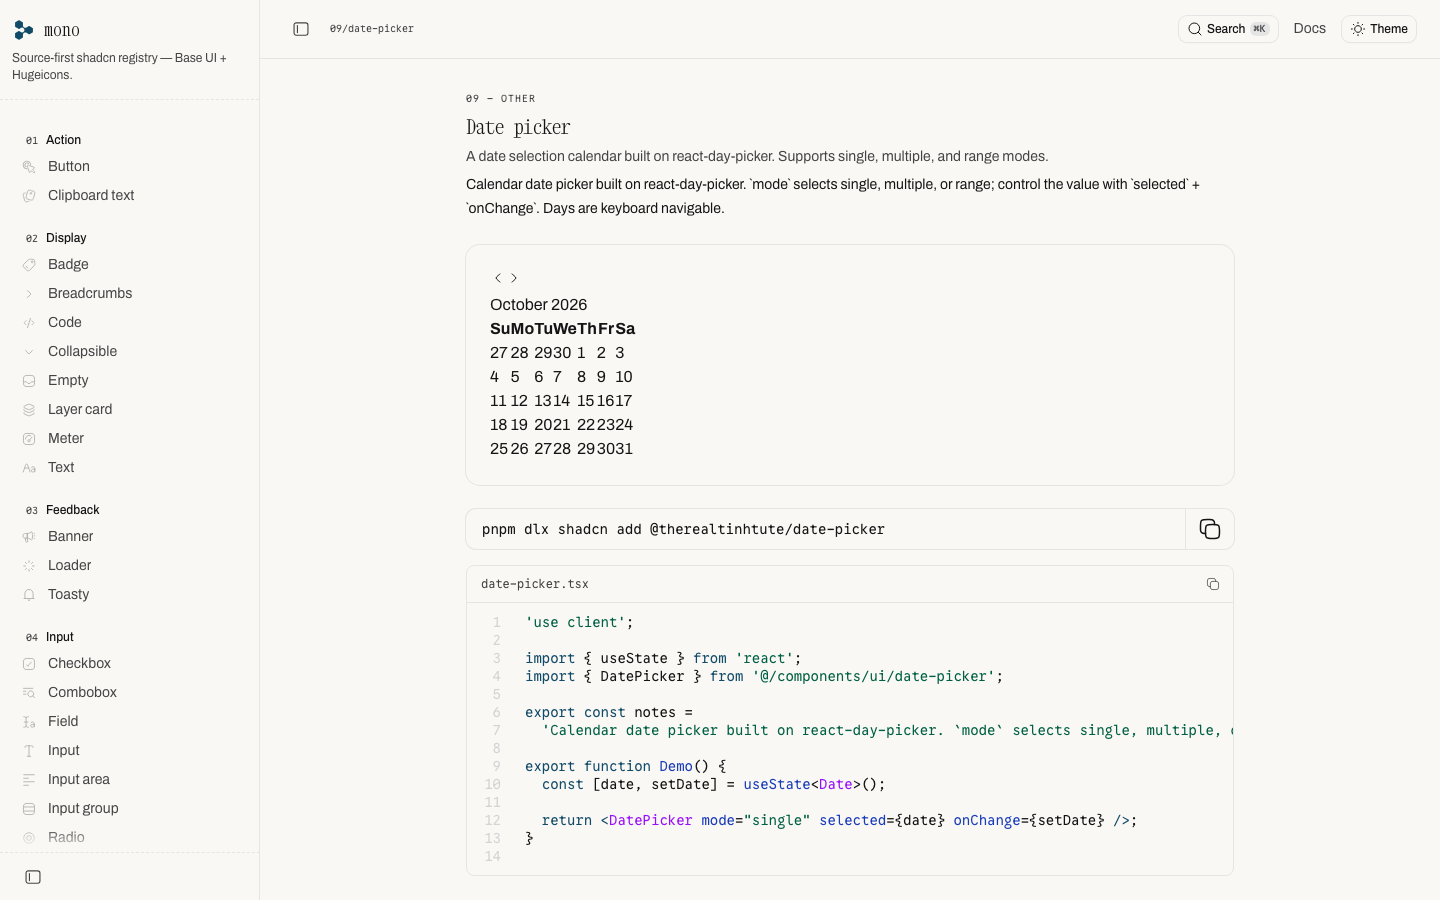 mono
Source-first shadcn registry — Base UI +
Hugeicons.
01 Action
Button
Clipboard text
02 Display
Badge
Breadcrumbs
Code
Collapsible
Empty
Layer card
Meter
Text
03 Feedback
Banner
Loader
Toasty
04 Input
Checkbox
Combobox
Field
Input
Input area
Input group
Radio
09/date-picker
Search ⌘K
Docs
Theme
09 — OTHER
Date picker
A date selection calendar built on react-day-picker. Supports single, multiple, and range modes.
Calendar date picker built on react-day-picker. `mode` selects single, multiple, or range; control the value with `selected` +
`onChange`. Days are keyboard navigable.
October 2026
Su Mo Tu We Th Fr Sa
27 28 29 30 1 2 3
4 5 6 7 8 9 10
11 12 13 14 15 16 17
18 19 20 21 22 23 24
25 26 27 28 29 30 31
pnpm dlx shadcn add @therealtinhtute/date-picker
date-picker.tsx
1 'use client';
2
3 import { useState } from 'react';
4 import { DatePicker } from '@/components/ui/date-picker';
5
6 export const notes =
7 'Calendar date picker built on react-day-picker. `mode` selects single, multiple,
8
9 export function Demo() {
10 const [date, setDate] = useState<Date>();
11
12 return <DatePicker mode="single" selected={date} onChange={setDate} />;
13 }
14